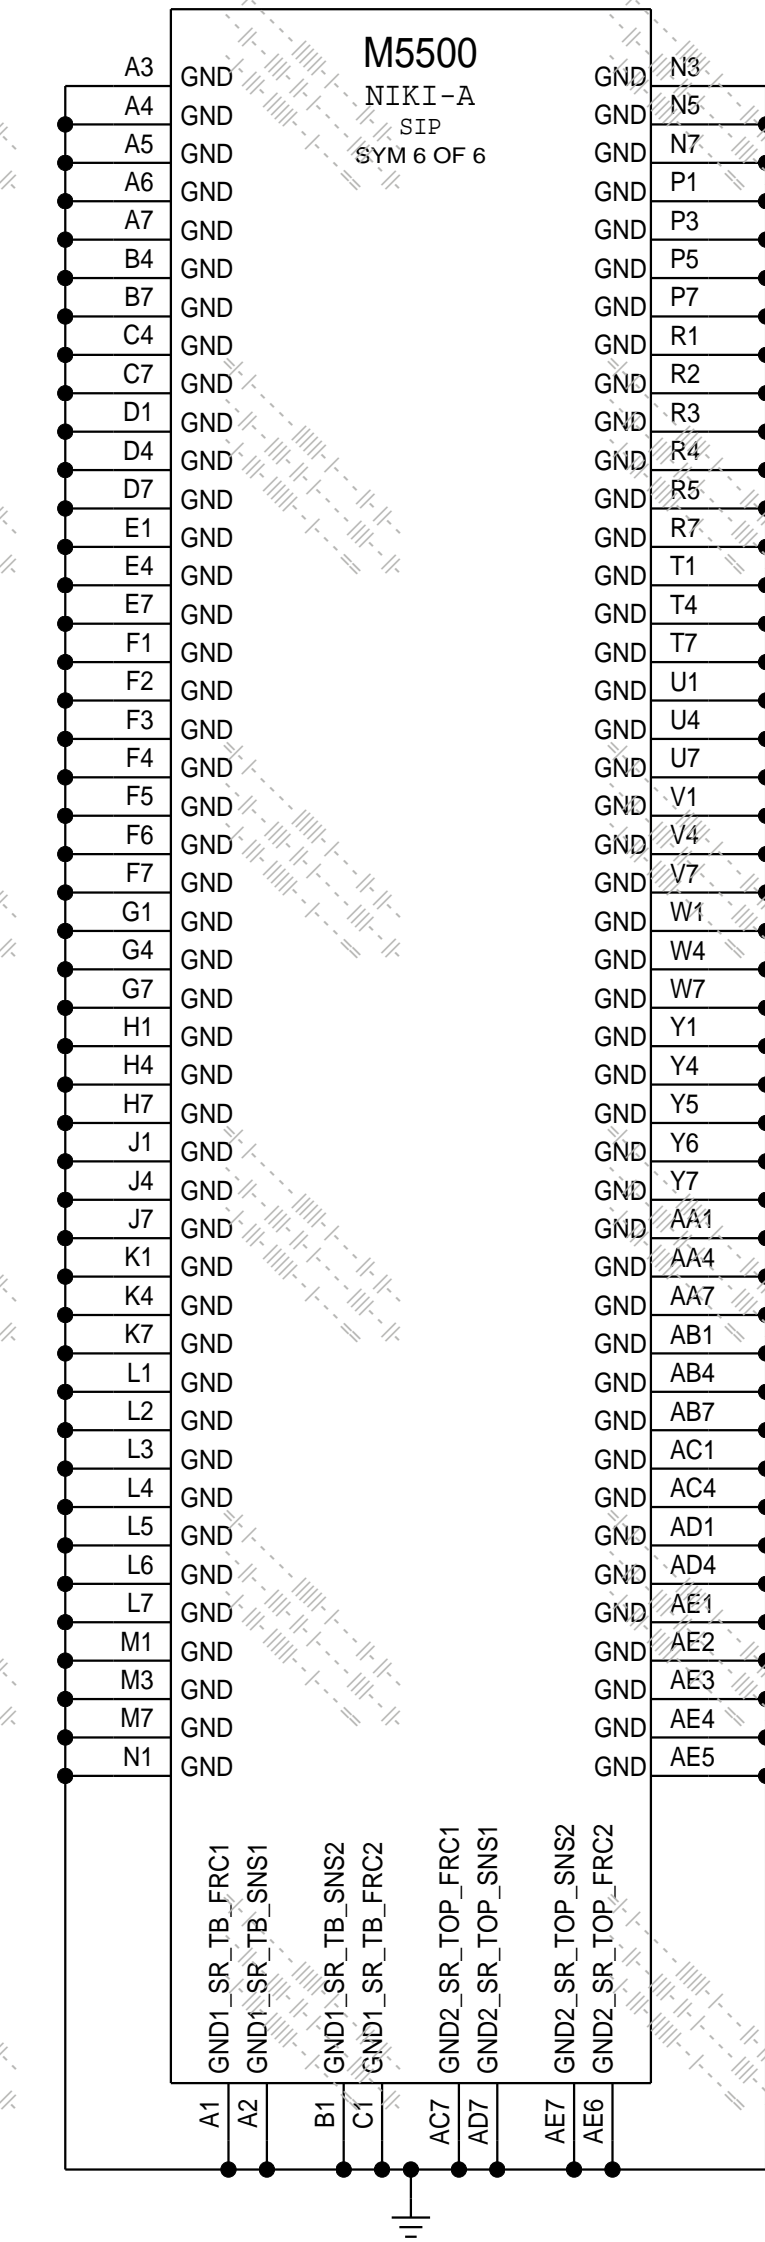 M5500
NIKI-A
SIP
SYM 6 OF 6
A3 GND GND N3
A4 GND GND N5
A5 GND GND N7
A6 GND GND P1
A7 GND GND P3
B4 GND GND P5
B7 GND GND P7
C4 GND GND R1
C7 GND GND R2
D1 GND GND R3
D4 GND GND R4
D7 GND GND R5
E1 GND GND R7
E4 GND GND T1
E7 GND GND T4
F1 GND GND T7
F2 GND GND U1
F3 GND GND U4
F4 GND GND U7
F5 GND GND V1
F6 GND GND V4
F7 GND GND V7
G1 GND GND W1
G4 GND GND W4
G7 GND GND W7
H1 GND GND Y1
H4 GND GND Y4
H7 GND GND Y5
J1 GND GND Y6
J4 GND GND Y7
J7 GND GND AA1
K1 GND GND AA4
K4 GND GND AA7
K7 GND GND AB1
L1 GND GND AB4
L2 GND GND AB7
L3 GND GND AC1
L4 GND GND AC4
L5 GND GND AD1
L6 GND GND AD4
L7 GND GND AE1
M1 GND GND AE2
M3 GND GND AE3
M7 GND GND AE4
N1 GND GND AE5
GND1_SR_TB_FRC1
GND1_SR_TB_SNS1
GND1_SR_TB_SNS2
GND1_SR_TB_FRC2
GND2_SR_TOP_FRC1
GND2_SR_TOP_SNS1
GND2_SR_TOP_SNS2
GND2_SR_TOP_FRC2
A1
A2
B1
C1
AC7
AD7
AE7
AE6